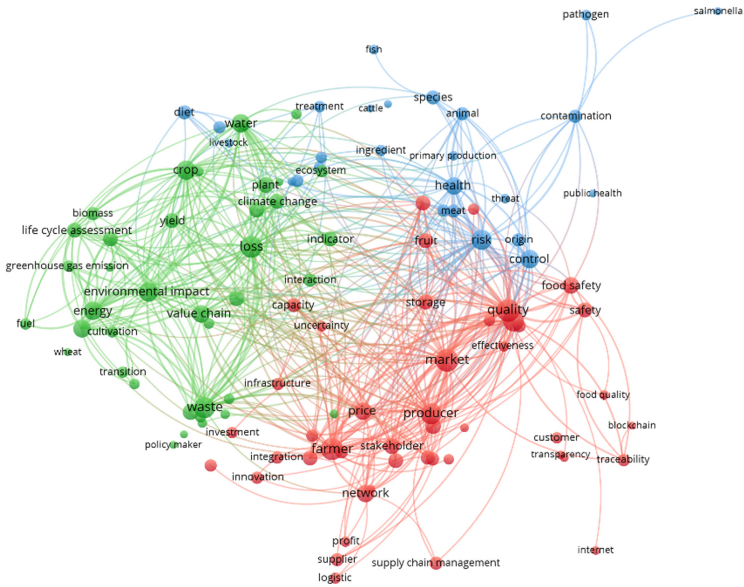 salmonella
pathogen
fish
species
treatment
cattle
animal
diet
water
contamination
livestock
ingredient
primary production
crop
ecosystem
plant
health
public health
climate change
threat
meat
biomass
yield
life cycle assessment
indicator
fruit
risk
origin
loss
control
greenhouse gas emission
interaction
food safety
environmental impact
capacity
storage
energy
value chain
quality
safety
fuel
cultivation
uncertainty
effectiveness
wheat
market
transition
infrastructure
food quality
waste
price
producer
blockchain
investment
customer
policy maker
farmer
stakeholder
integration
transparency
traceability
innovation
network
profit
internet
supplier
supply chain management
logistic